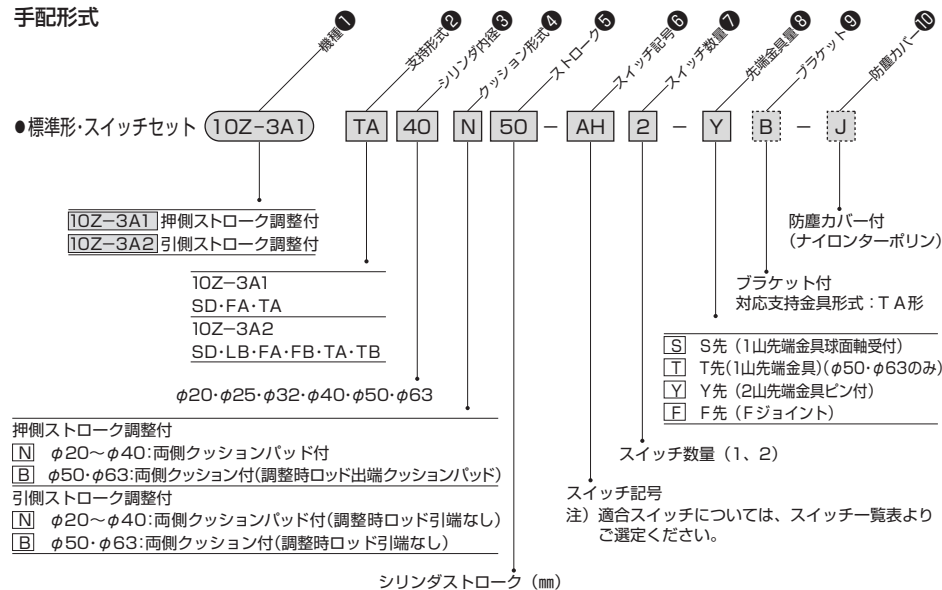 手配形式
機種❶
支持形式❷
シリンダ内径❸
クッション形式❹
ストローク❺
スイッチ記号❻
スイッチ数量❼
先端金具量❽
ブラケット❾
防塵カバー❿
●標準形・スイッチセット 10Z-3A1 TA 40 N 50 - AH 2 - Y B - J
10Z-3A1 押側ストローク調整付
10Z-3A2 引側ストローク調整付
10Z-3A1
SD・FA・TA
10Z-3A2
SD・LB・FA・FB・TA・TB
φ20・φ25・φ32・φ40・φ50・φ63
押側ストローク調整付
N φ20～φ40：両側クッションパッド付
B φ50・φ63：両側クッション付（調整時ロッド出端クッションパッド）
引側ストローク調整付
N φ20～φ40：両側クッションパッド付（調整時ロッド引端なし）
B φ50・φ63：両側クッション付（調整時ロッド引端なし）
シリンダストローク（㎜）
スイッチ記号
注）適合スイッチについては、スイッチ一覧表より
ご選定ください。
スイッチ数量（1、2）
S S先（1山先端金具球面軸受付）
T T先（1山先端金具）（φ50・φ63のみ）
Y Y先（2山先端金具ピン付）
F F先（Fジョイント）
ブラケット付
対応支持金具形式：TA形
防塵カバー付
（ナイロンターポリン）